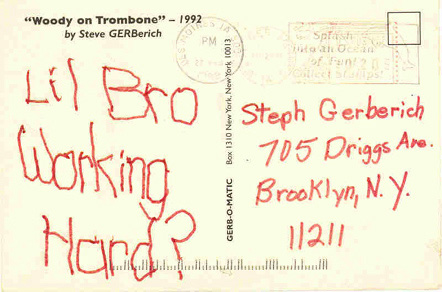 "Woody on Trombone" – 1992
by Steve GERBerich
Lil Bro
Working
Hard?
GERB-O-MATIC Box 1310 New York, New York 10013
PM
Splash
into an Ocean
of Fun!
Collect Stamps!
Steph Gerberich
705 Driggs Ave.
Brooklyn, N.Y.
11211